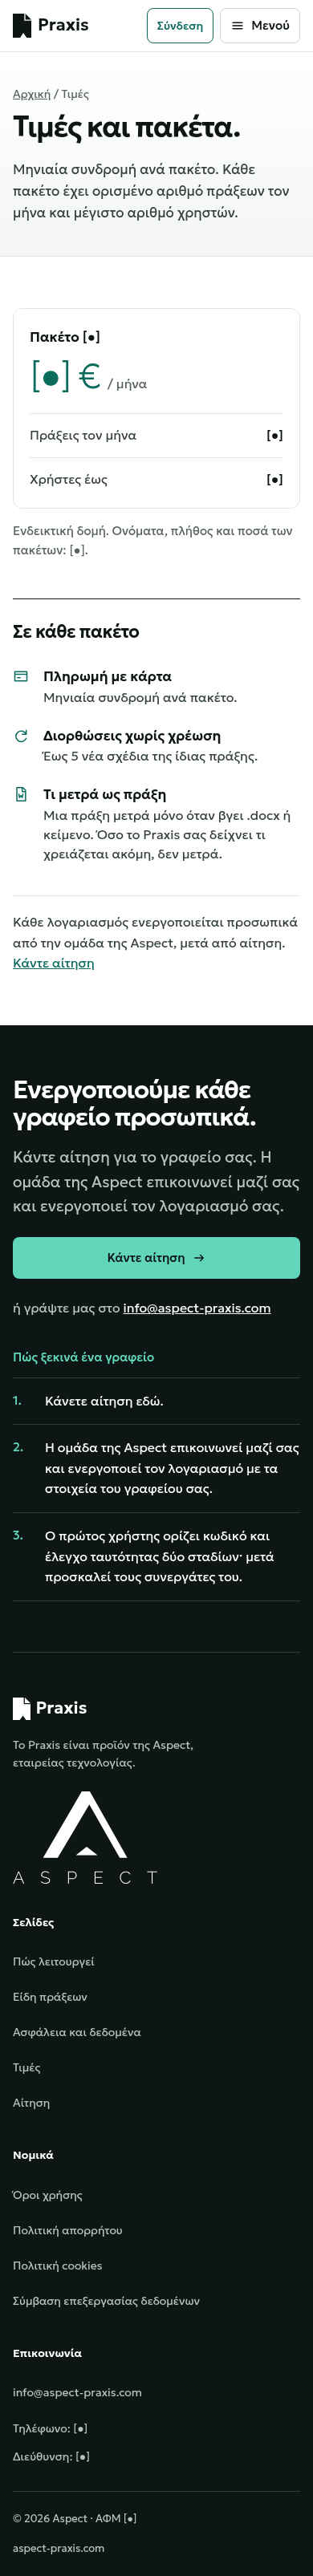 Praxis
Σύνδεση
Μενού
Αρχική / Τιμές
Τιμές και πακέτα.
Μηνιαία συνδρομή ανά πακέτο. Κάθε
πακέτο έχει ορισμένο αριθμό πράξεων τον
μήνα και μέγιστο αριθμό χρηστών.
Πακέτο [●]
[●] € / μήνα
Πράξεις τον μήνα [●]
Χρήστες έως [●]
Ενδεικτική δομή. Ονόματα, πλήθος και ποσά των
πακέτων: [●].
Σε κάθε πακέτο
Πληρωμή με κάρτα
Μηνιαία συνδρομή ανά πακέτο.
Διορθώσεις χωρίς χρέωση
Έως 5 νέα σχέδια της ίδιας πράξης.
Τι μετρά ως πράξη
Μια πράξη μετρά μόνο όταν βγει .docx ή
κείμενο. Όσο το Praxis σας δείχνει τι
χρειάζεται ακόμη, δεν μετρά.
Κάθε λογαριασμός ενεργοποιείται προσωπικά
από την ομάδα της Aspect, μετά από αίτηση.
Κάντε αίτηση
Ενεργοποιούμε κάθε
γραφείο προσωπικά.
Κάντε αίτηση για το γραφείο σας. Η
ομάδα της Aspect επικοινωνεί μαζί σας
και ενεργοποιεί τον λογαριασμό σας.
Κάντε αίτηση →
ή γράψτε μας στο info@aspect-praxis.com
Πώς ξεκινά ένα γραφείο
1. Κάνετε αίτηση εδώ.
2. Η ομάδα της Aspect επικοινωνεί μαζί σας
και ενεργοποιεί τον λογαριασμό με τα
στοιχεία του γραφείου σας.
3. Ο πρώτος χρήστης ορίζει κωδικό και
έλεγχο ταυτότητας δύο σταδίων· μετά
προσκαλεί τους συνεργάτες του.
Praxis
Το Praxis είναι προϊόν της Aspect,
εταιρείας τεχνολογίας.
ASPECT
Σελίδες
Πώς λειτουργεί
Είδη πράξεων
Ασφάλεια και δεδομένα
Τιμές
Αίτηση
Νομικά
Όροι χρήσης
Πολιτική απορρήτου
Πολιτική cookies
Σύμβαση επεξεργασίας δεδομένων
Επικοινωνία
info@aspect-praxis.com
Τηλέφωνο: [●]
Διεύθυνση: [●]
© 2026 Aspect · ΑΦΜ [●]
aspect-praxis.com